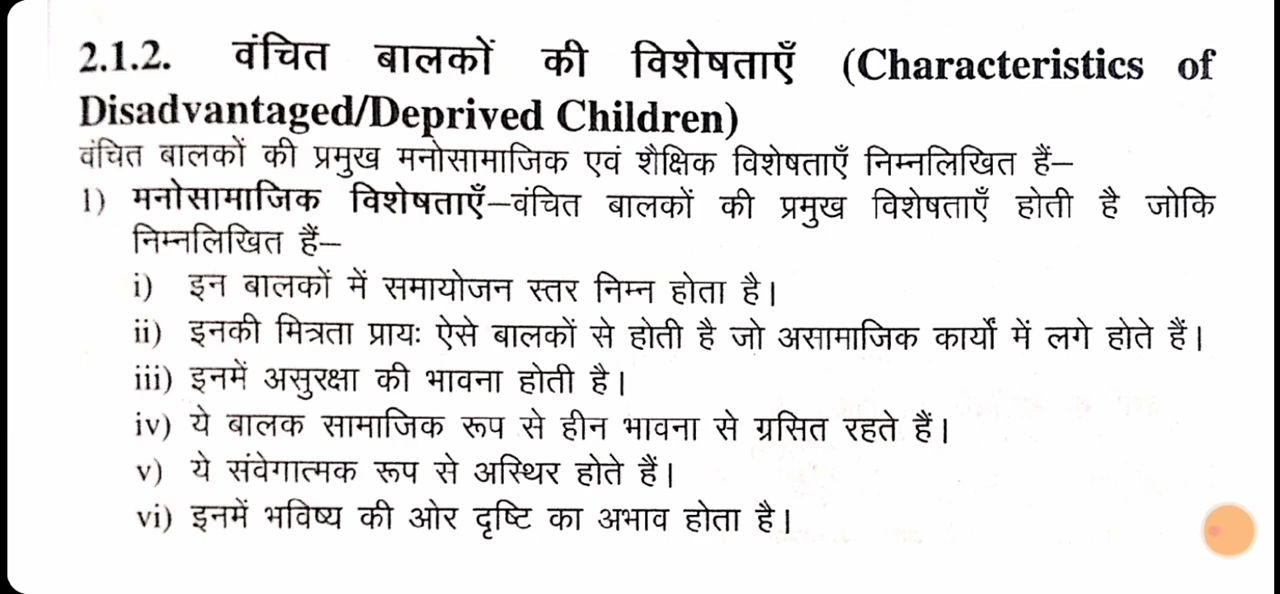 2.1.2. वंचित बालकों की विशेषताएँ (Characteristics of
Disadvantaged/Deprived Children)
वंचित बालकों की प्रमुख मनोसामाजिक एवं शैक्षिक विशेषताएँ निम्नलिखित हैं–
1) मनोसामाजिक विशेषताएँ–वंचित बालकों की प्रमुख विशेषताएँ होती है जोकि
निम्नलिखित हैं–
i) इन बालकों में समायोजन स्तर निम्न होता है।
ii) इनकी मित्रता प्रायः ऐसे बालकों से होती है जो असामाजिक कार्यों में लगे होते हैं।
iii) इनमें असुरक्षा की भावना होती है।
iv) ये बालक सामाजिक रूप से हीन भावना से ग्रसित रहते हैं।
v) ये संवेगात्मक रूप से अस्थिर होते हैं।
vi) इनमें भविष्य की ओर दृष्टि का अभाव होता है।